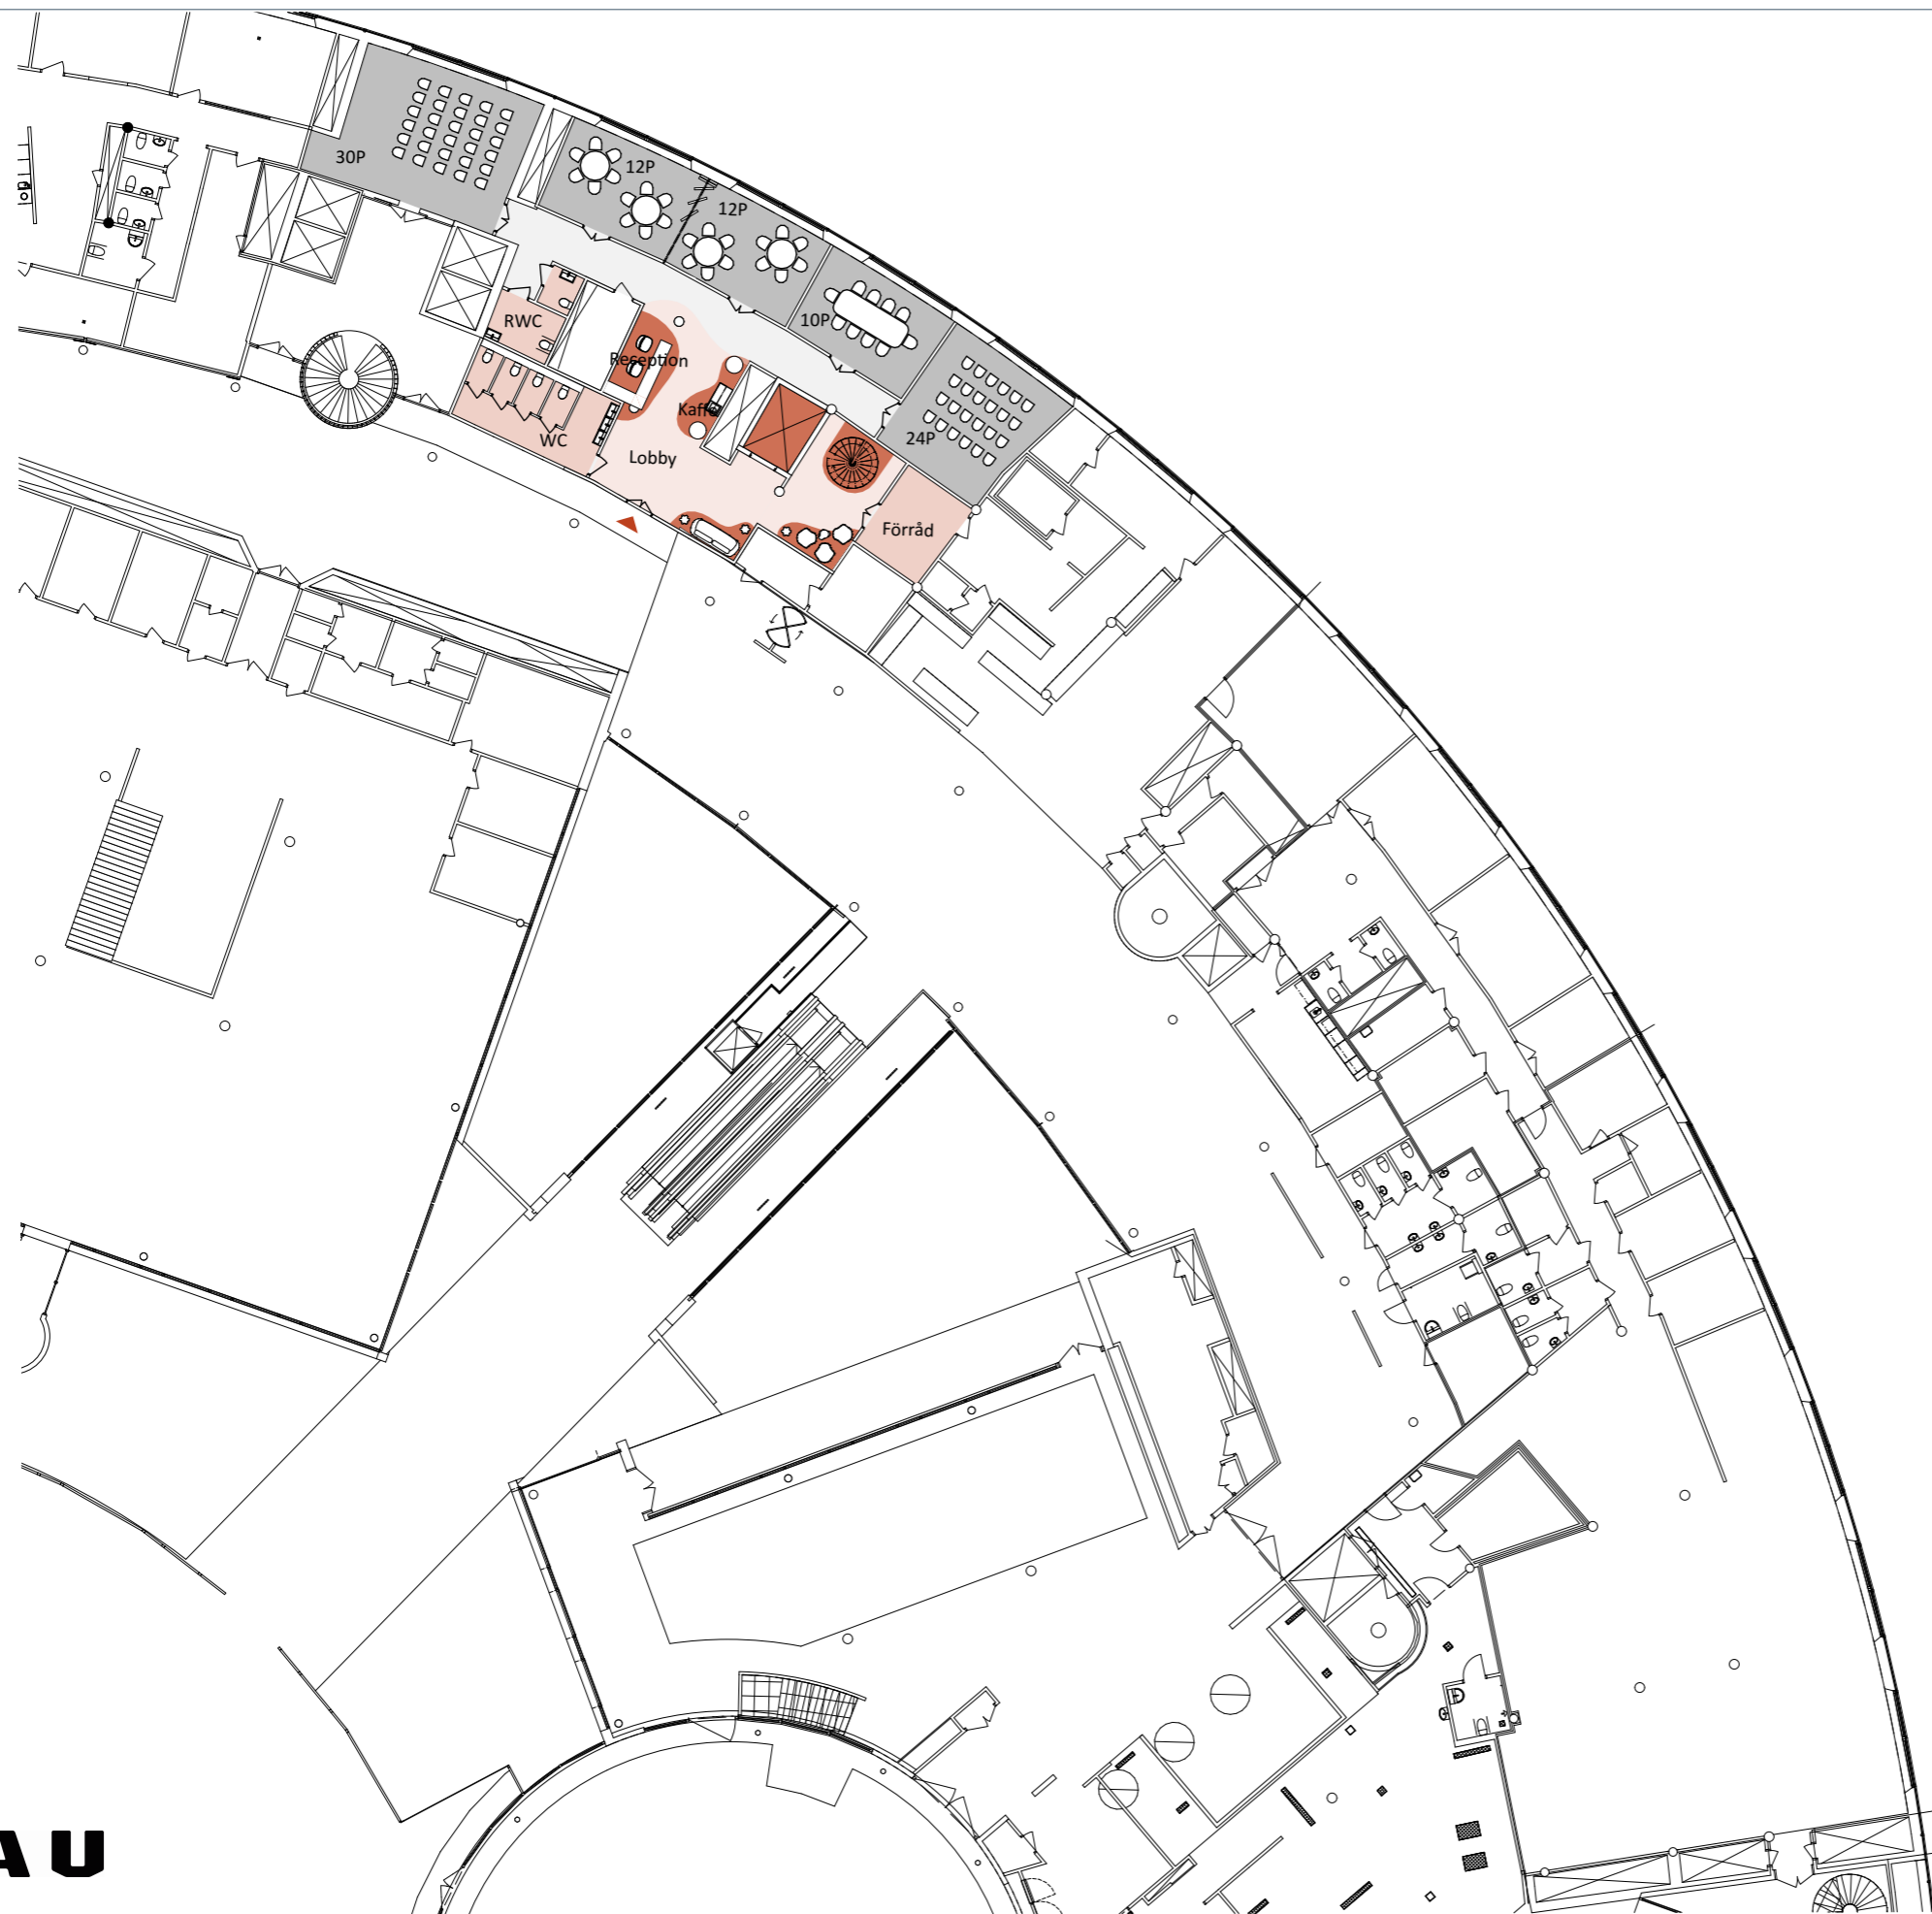 30P
12P
12P
10P
RWC
Reception
Kaffe
24P
WC
Lobby
Förråd
AU